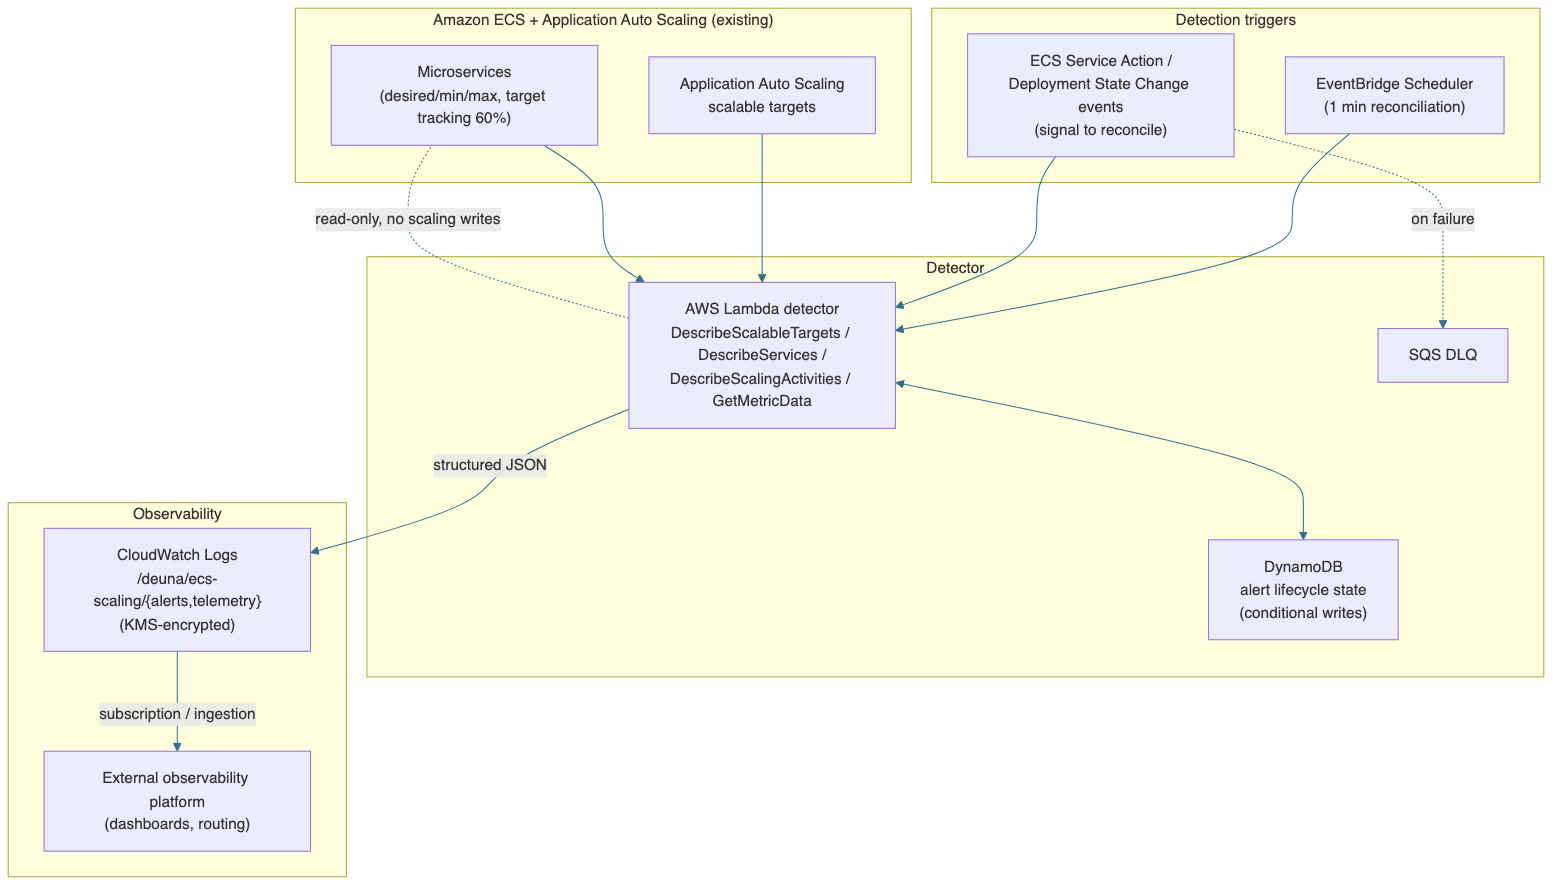 Amazon ECS + Application Auto Scaling (existing)
Microservices
(desired/min/max, target
tracking 60%)
Application Auto Scaling
scalable targets
Detection triggers
ECS Service Action /
Deployment State Change
events
(signal to reconcile)
EventBridge Scheduler
(1 min reconciliation)
read-only, no scaling writes
on failure
Detector
AWS Lambda detector
DescribeScalableTargets /
DescribeServices /
DescribeScalingActivities /
GetMetricData
SQS DLQ
structured JSON
DynamoDB
alert lifecycle state
(conditional writes)
Observability
CloudWatch Logs
/deuna/ecs-
scaling/{alerts,telemetry}
(KMS-encrypted)
subscription / ingestion
External observability
platform
(dashboards, routing)